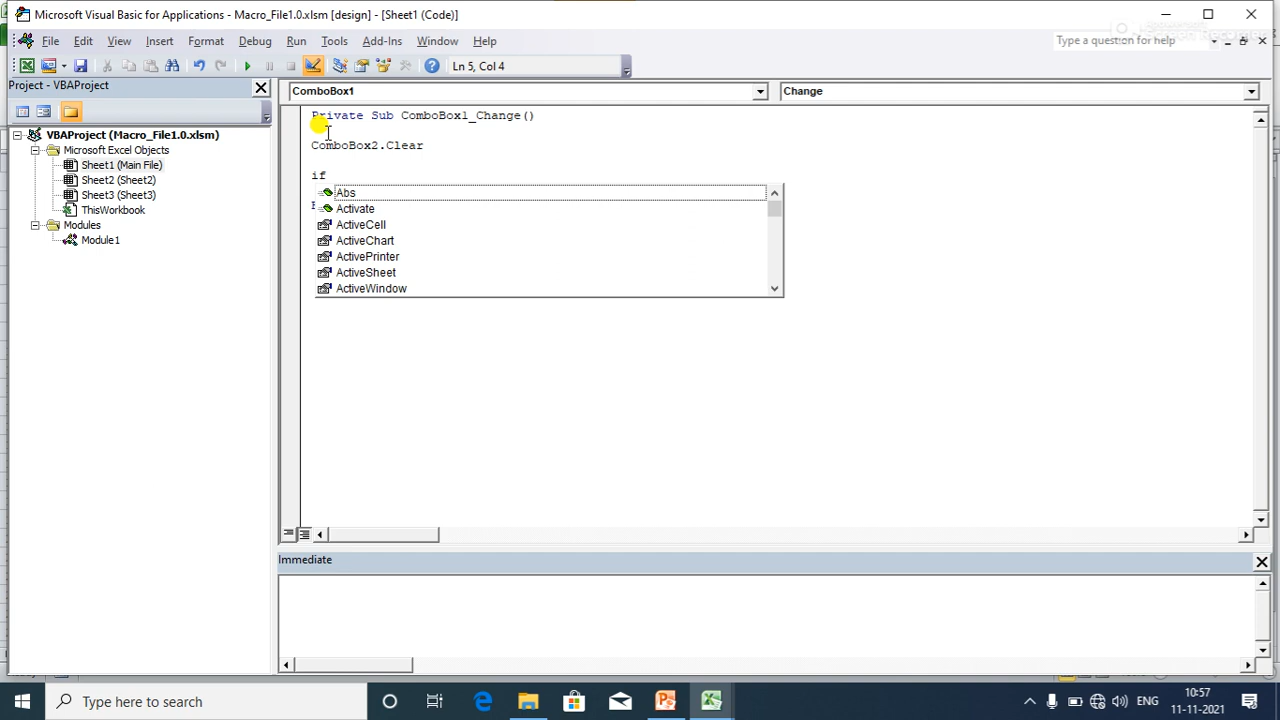 Microsoft Visual Basic for Applications - Macro_File1.0.xlsm [design] - [Sheet1 (Code)]
File Edit View Insert Format Debug Run Tools Add-Ins Window Help
Type a question for help
Ln 5, Col 4
Project - VBAProject
ComboBox1
Change
VBAProject (Macro_File1.0.xlsm)
Microsoft Excel Objects
Sheet1 (Main File)
Sheet2 (Sheet2)
Sheet3 (Sheet3)
ThisWorkbook
Modules
Module1
Private Sub ComboBox1_Change()
ComboBox2.Clear
if
Abs
Activate
ActiveCell
ActiveChart
ActivePrinter
ActiveSheet
ActiveWindow
Immediate
Type here to search
ENG
10:57
11-11-2021